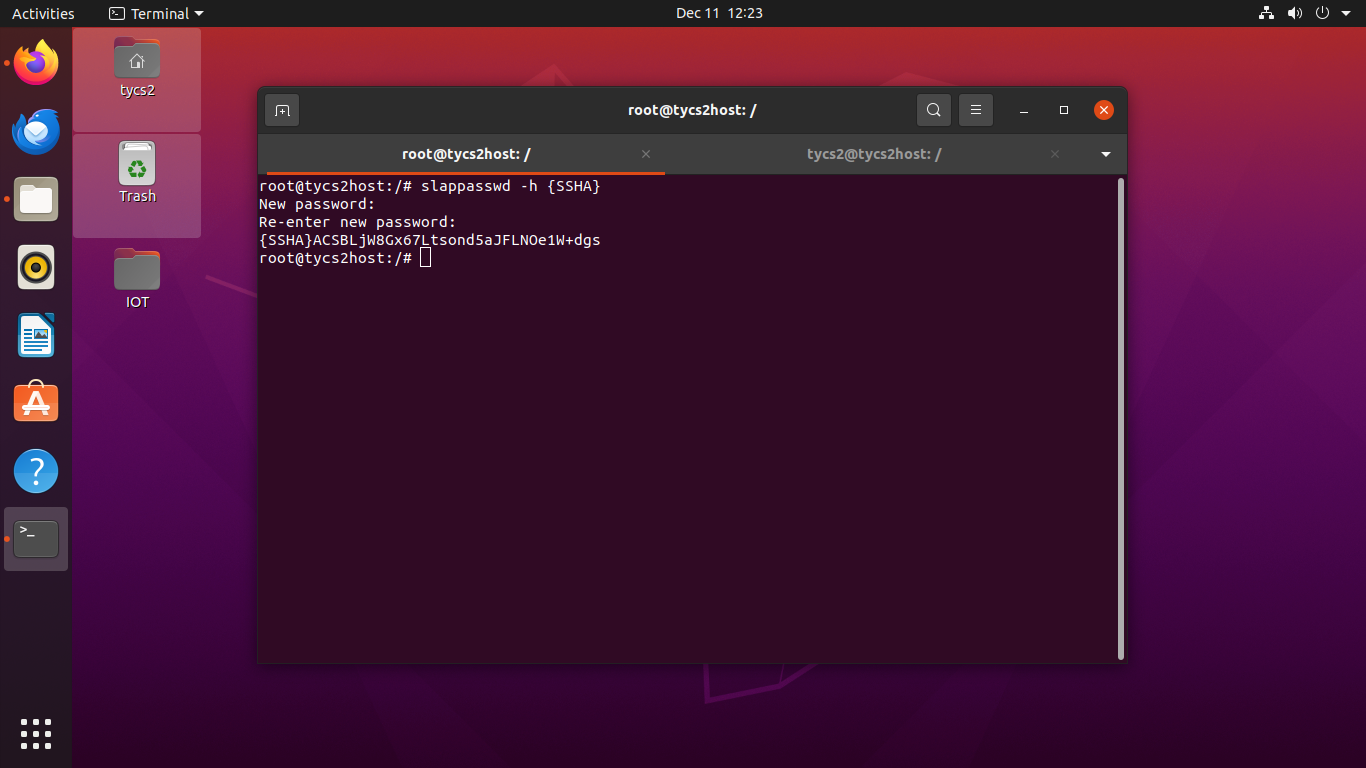 Activities
Terminal
Dec 11 12:23
tycs2
Trash
IOT
root@tycs2host: /
root@tycs2host: /
tycs2@tycs2host: /
root@tycs2host:/# slappasswd -h {SSHA}
New password:
Re-enter new password:
{SSHA}ACSBLjW8Gx67Ltsond5aJFLNOe1W+dgs
root@tycs2host:/#